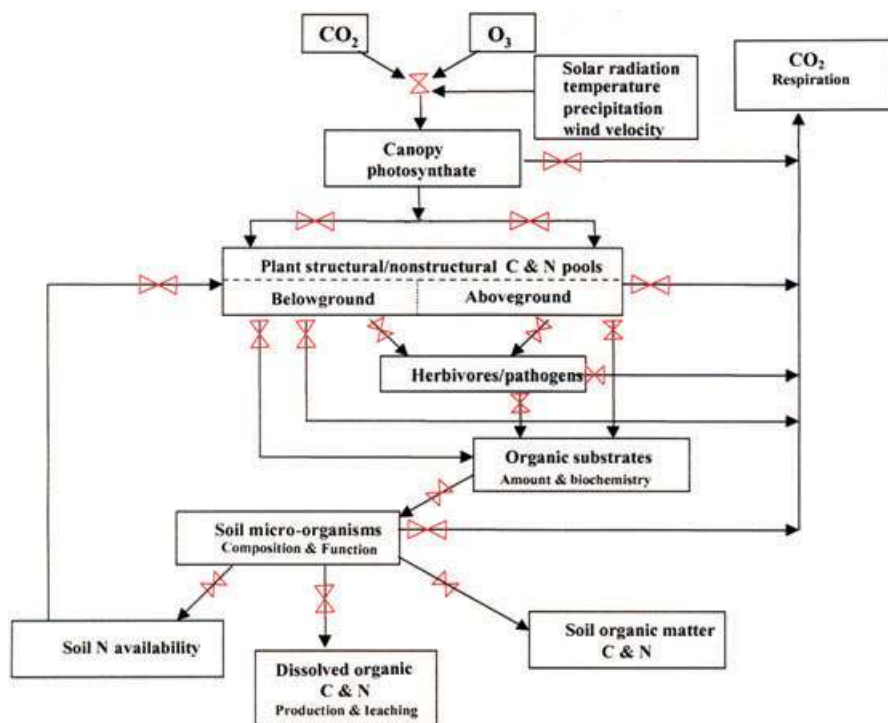 CO₂
O₃
CO₂
Respiration
Solar radiation
temperature
precipitation
wind velocity
Canopy
photosynthate
Plant structural/nonstructural C & N pools
Belowground
Aboveground
Herbivores/pathogens
Organic substrates
Amount & biochemistry
Soil micro-organisms
Composition & Function
Soil N availability
Dissolved organic
C & N
Production & leaching
Soil organic matter
C & N